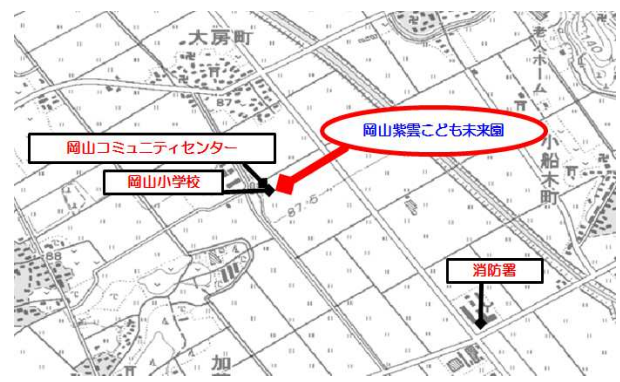 大房町
老人ホーム
87
岡山紫雲こども未来園
岡山コミュニティセンター
小船木町
岡山小学校
87.5
88
消防署
加